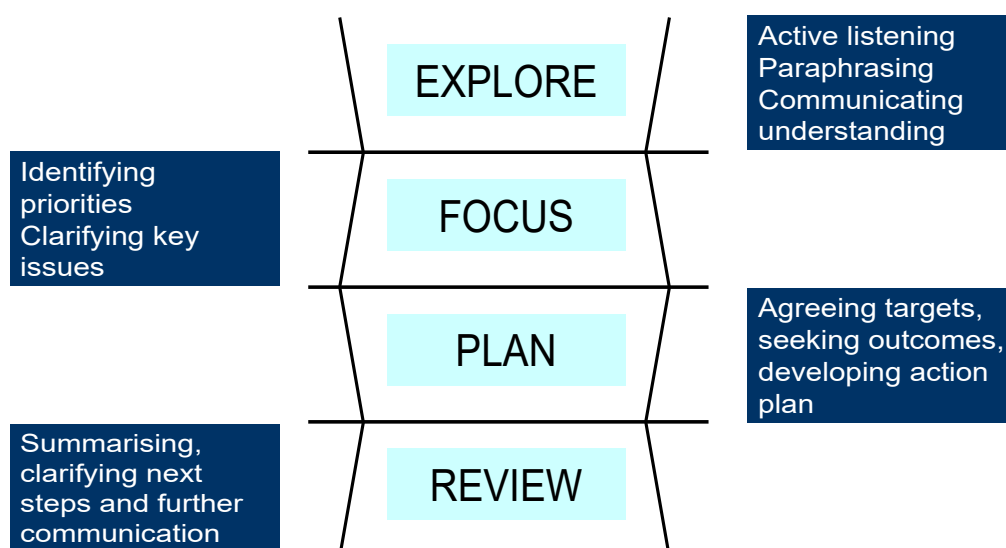 EXPLORE
Active listening
Paraphrasing
Communicating
understanding
Identifying
priorities
Clarifying key
issues
FOCUS
PLAN
Agreeing targets,
seeking outcomes,
developing action
plan
Summarising,
clarifying next
steps and further
communication
REVIEW